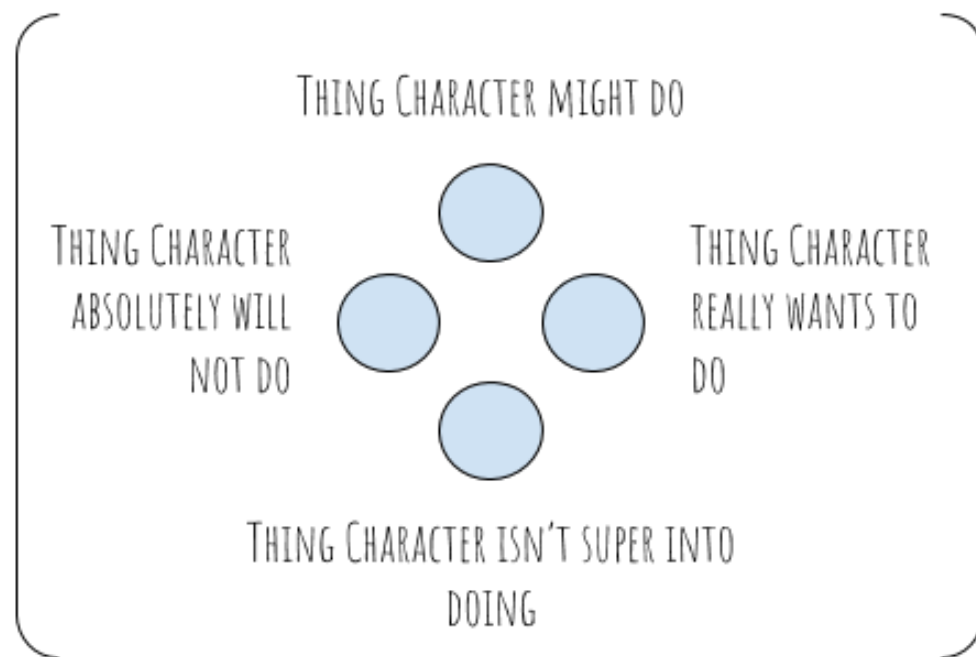 Thing Character might do
Thing Character
absolutely will
not do
Thing Character
really wants to
do
Thing Character isn't super into
doing